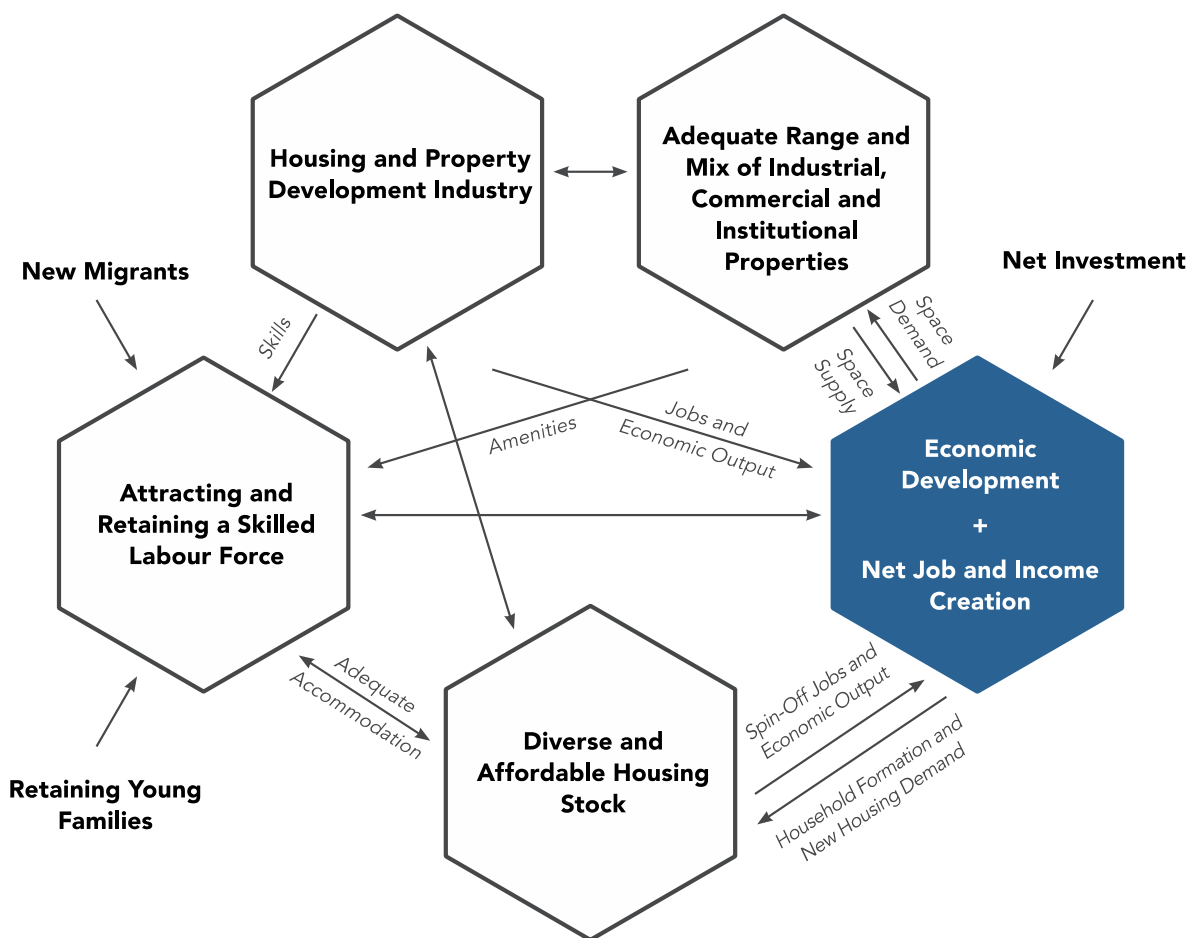 Housing and Property
Development Industry
Adequate Range and
Mix of Industrial,
Commercial and
Institutional
Properties
New Migrants
Net Investment
Skills
Space
Demand
Space
Supply
Amenities
Jobs and
Economic Output
Attracting and
Retaining a Skilled
Labour Force
Economic
Development
+
Net Job and Income
Creation
Adequate
Accommodation
Spin-Off Jobs and
Economic Output
Household Formation and
New Housing Demand
Diverse and
Affordable Housing
Stock
Retaining Young
Families